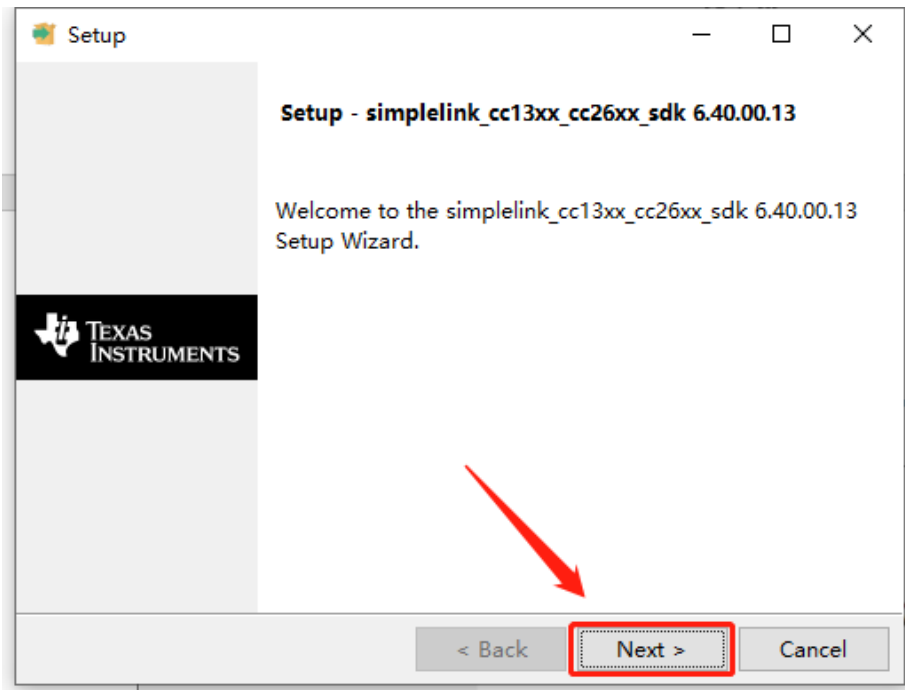 Setup
Setup - simplelink_cc13xx_cc26xx_sdk 6.40.00.13
Welcome to the simplelink_cc13xx_cc26xx_sdk 6.40.00.13
Setup Wizard.
TEXAS
INSTRUMENTS
< Back
Next >
Cancel